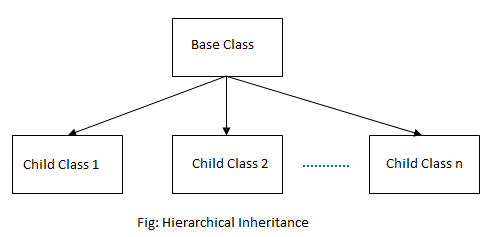 Base Class
Child Class 1
Child Class 2
............
Child Class n
Fig: Hierarchical Inheritance